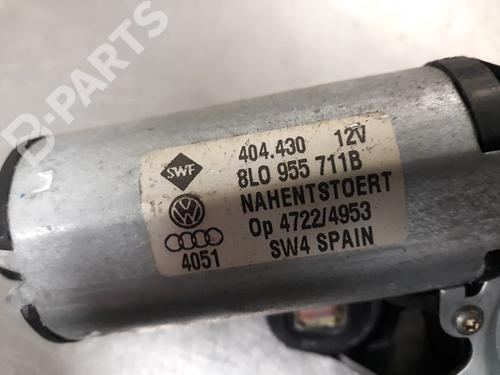 B-PARTS
SWF
404.430 12V
8L0 955 711B
NAHENTSTOERT
Op 4722/4953
4051
SW4 SPAIN